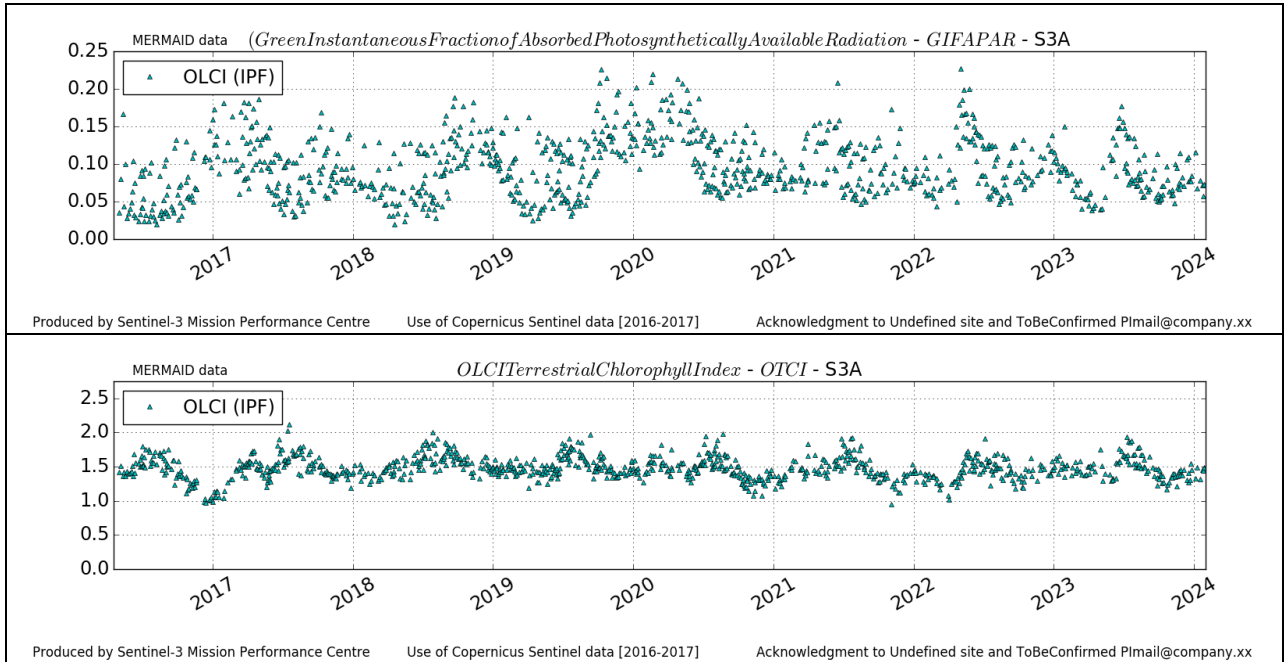 MERMAID data (GreenInstantaneousFractionofAbsorbedPhotosyntheticallyAvailableRadiation - GIFAPAR - S3A
0.25
OLCI (IPF)
0.20
0.15
0.10
0.05
0.00
2017 2018 2019 2020 2021 2022 2023 2024
Produced by Sentinel-3 Mission Performance Centre Use of Copernicus Sentinel data [2016-2017] Acknowledgment to Undefined site and ToBeConfirmed PImail@company.xx
MERMAID data OLCITerrestrialChlorophyllIndex - OTCI - S3A
2.5
OLCI (IPF)
2.0
1.5
1.0
0.5
0.0
2017 2018 2019 2020 2021 2022 2023 2024
Produced by Sentinel-3 Mission Performance Centre Use of Copernicus Sentinel data [2016-2017] Acknowledgment to Undefined site and ToBeConfirmed PImail@company.xx